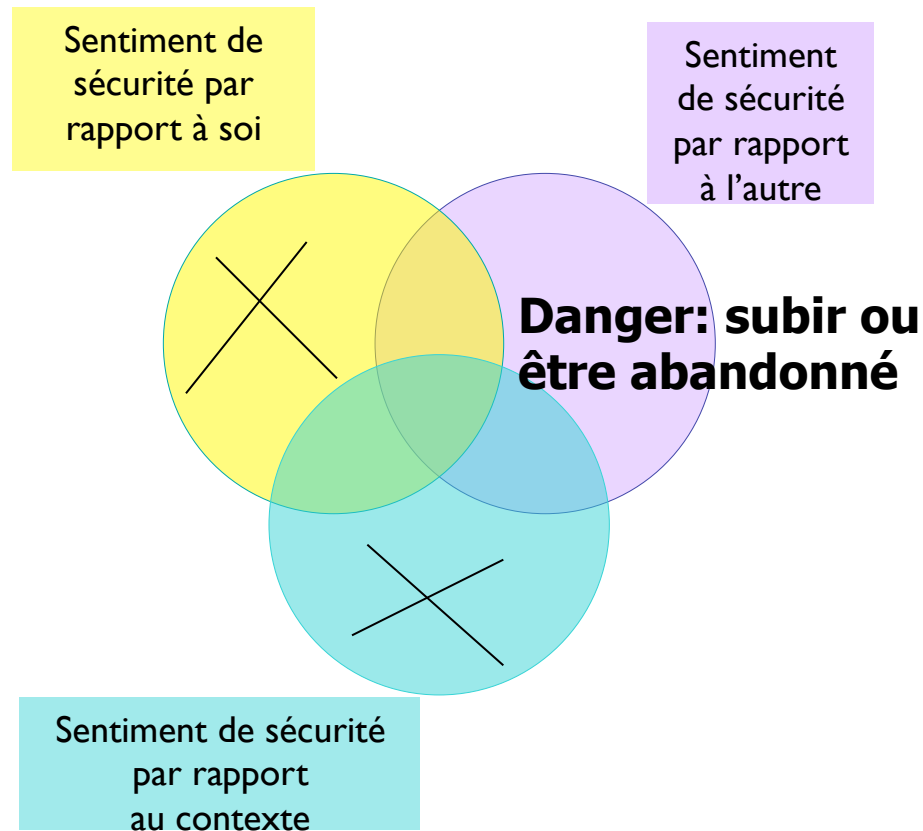 Sentiment de
sécurité par
rapport à soi
Sentiment
de sécurité
par rapport
à l’autre
Danger: subir ou
être abandonné
Sentiment de sécurité
par rapport
au contexte